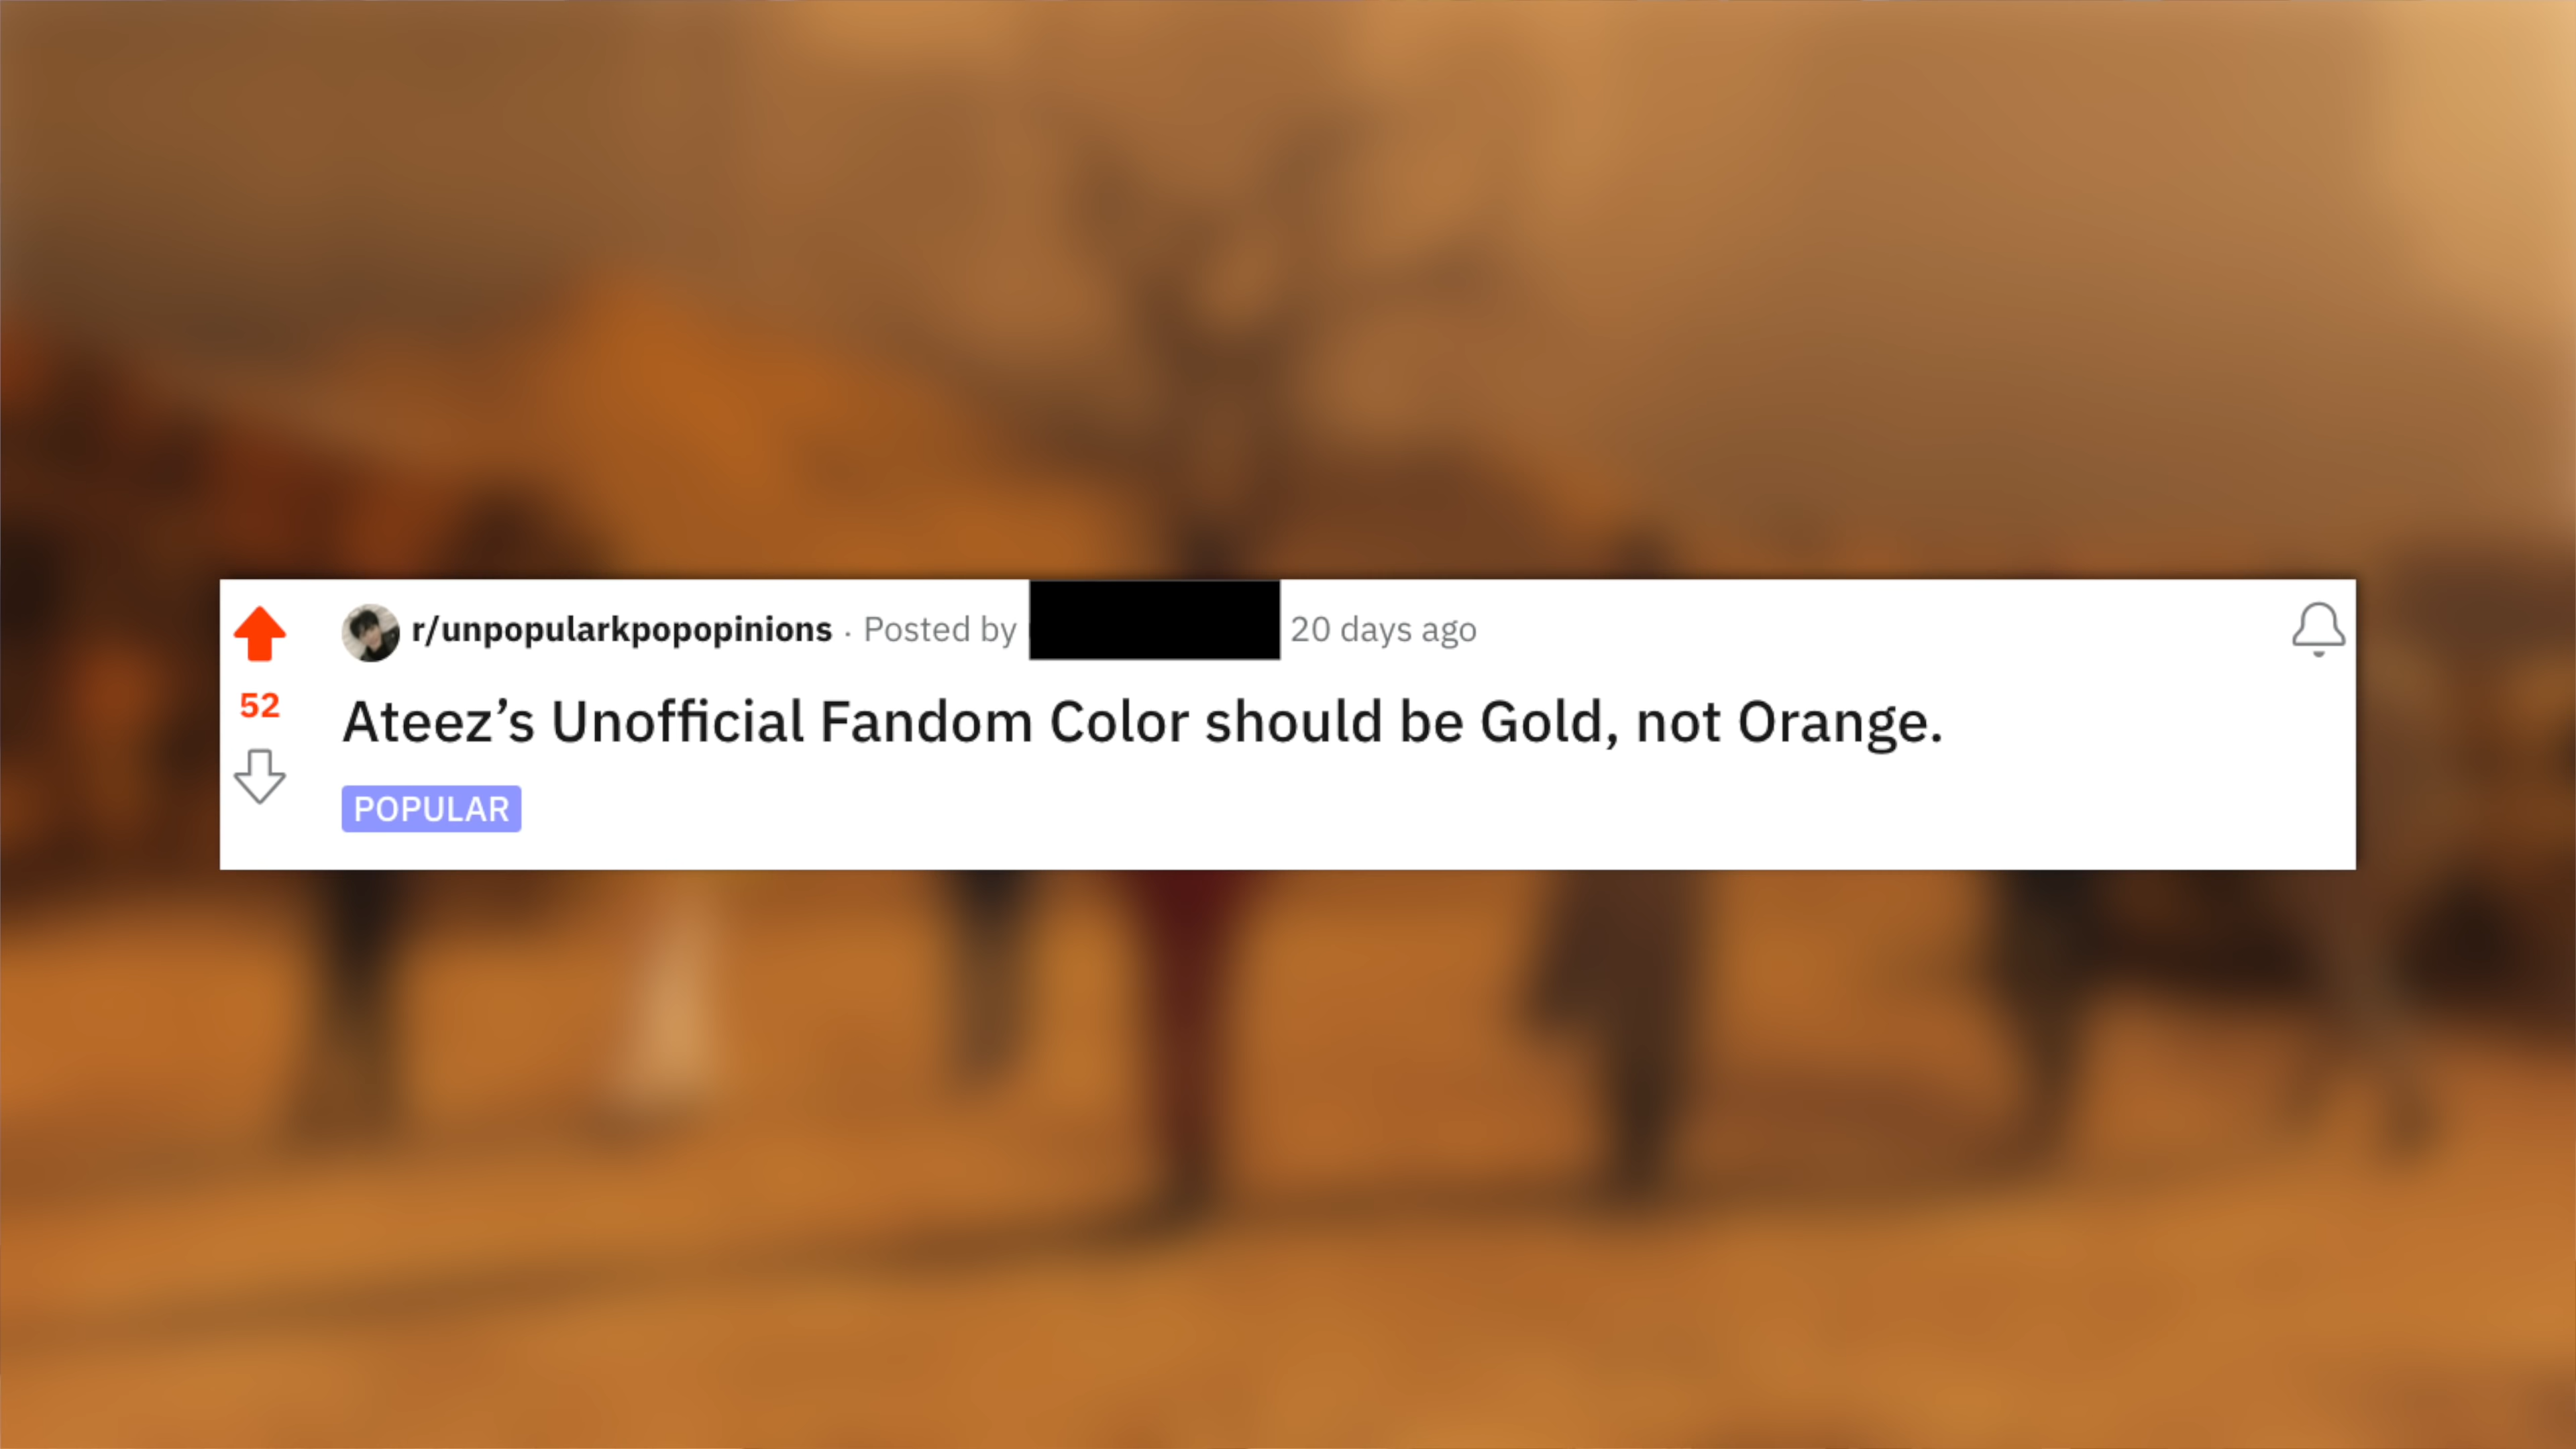 r/unpopularkpopopinions · Posted by 20 days ago
52
Ateez’s Unofficial Fandom Color should be Gold, not Orange.
POPULAR